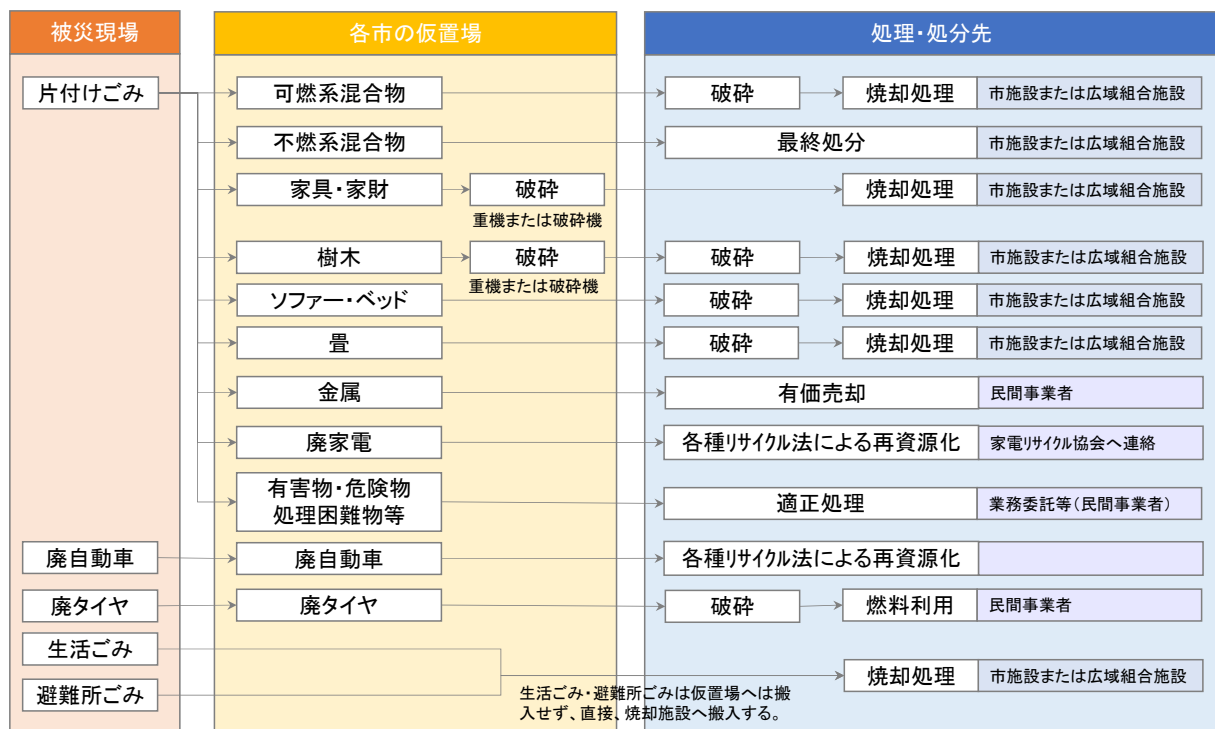 被災現場
各市の仮置場
処理・処分先
片付けごみ
可燃系混合物
破砕
焼却処理
市施設または広域組合施設
不燃系混合物
最終処分
市施設または広域組合施設
家具・家財
破砕
重機または破砕機
焼却処理
市施設または広域組合施設
樹木
破砕
重機または破砕機
破砕
焼却処理
市施設または広域組合施設
ソファー・ベッド
破砕
焼却処理
市施設または広域組合施設
畳
破砕
焼却処理
市施設または広域組合施設
金属
有価売却
民間事業者
廃家電
各種リサイクル法による再資源化
家電リサイクル協会へ連絡
有害物・危険物
処理困難物等
適正処理
業務委託等(民間事業者)
廃自動車
廃自動車
各種リサイクル法による再資源化
廃タイヤ
廃タイヤ
破砕
燃料利用
民間事業者
生活ごみ
避難所ごみ
焼却処理
市施設または広域組合施設
生活ごみ・避難所ごみは仮置場へは搬
入せず、直接、焼却施設へ搬入する。